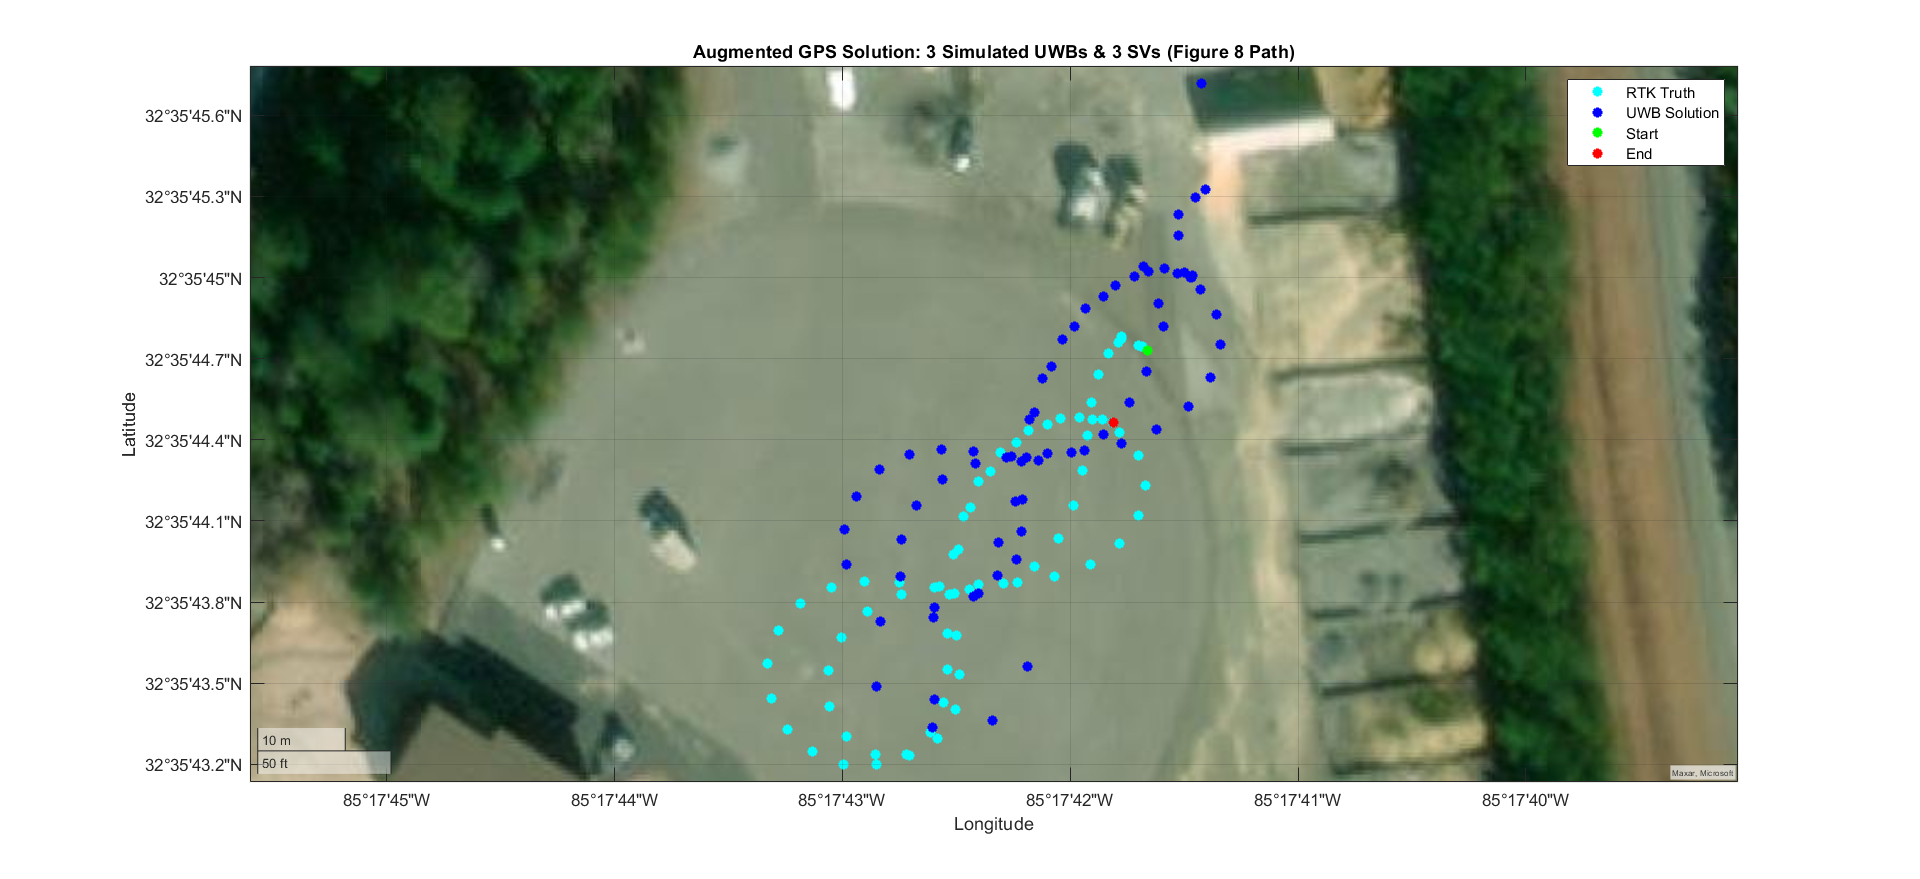 Augmented GPS Solution: 3 Simulated UWBs & 3 SVs (Figure 8 Path)
RTK Truth
UWB Solution
Start
End
32°35'45.6"N
32°35'45.3"N
32°35'45"N
32°35'44.7"N
32°35'44.4"N
32°35'44.1"N
32°35'43.8"N
32°35'43.5"N
32°35'43.2"N
Latitude
10 m
50 ft
Maxar, Microsoft
85°17'45"W 85°17'44"W 85°17'43"W 85°17'42"W 85°17'41"W 85°17'40"W
Longitude